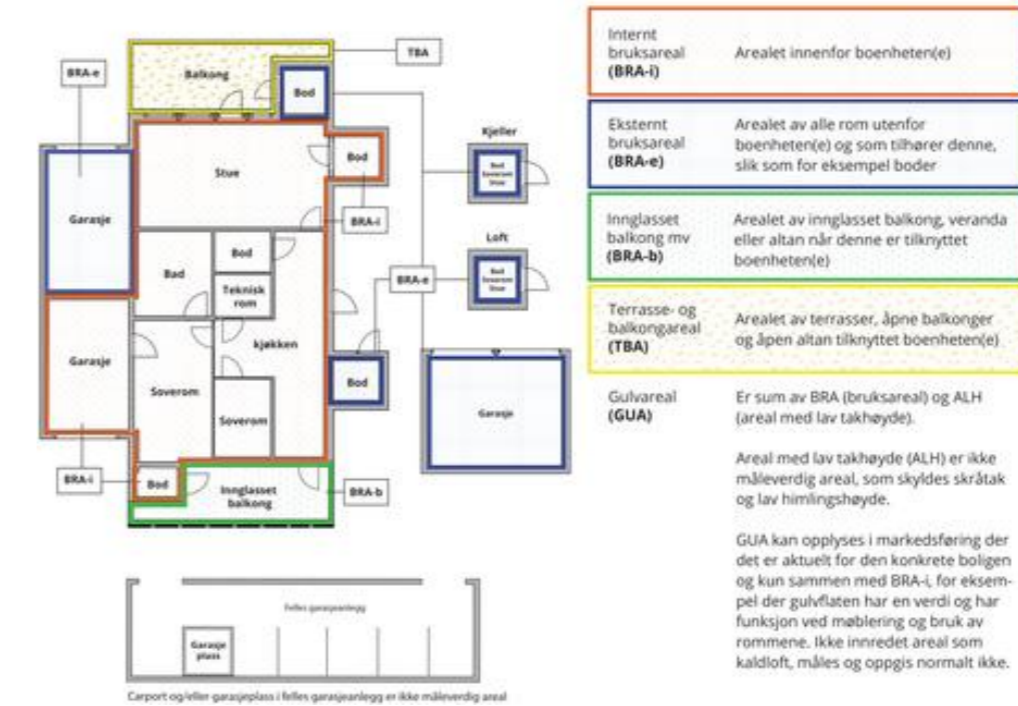 TBA
BRA-e
Balkong
Bod
Kjeller
Bod
Soverom
Stue
Bod
Stue
Garasje
BRA-i
Loft
Bod
Bad
Bod
Soverom
Stue
BRA-e
Teknisk
rom
kjøkken
Garasje
Soverom
Bod
Garasje
Soverom
BRA-i
Bod
Innglasset
balkong
BRA-b
Felles garasjeanlegg
Garasje
plass
Carport og/eller garasjeplass i felles garasjeanlegg er ikke måleverdig areal
Internt
bruksareal
(BRA-i)
Arealet innenfor boenheten(e)
Eksternt
bruksareal
(BRA-e)
Arealet av alle rom utenfor
boenheten(e) og som tilhører denne,
slik som for eksempel boder
Innglasset
balkong mv
(BRA-b)
Arealet av innglasset balkong, veranda
eller altan når denne er tilknyttet
boenheten(e)
Terrasse- og
balkongareal
(TBA)
Arealet av terrasser, åpne balkonger
og åpen altan tilknyttet boenheten(e)
Gulvareal
(GUA)
Er sum av BRA (bruksareal) og ALH
(areal med lav takhøyde).
Areal med lav takhøyde (ALH) er ikke
måleverdig areal, som skyldes skråtak
og lav himlingshøyde.
GUA kan opplyses i markedsføring der
det er aktuelt for den konkrete boligen
og kun sammen med BRA-i, for eksem-
pel der gulvflaten har en verdi og har
funksjon ved møblering og bruk av
rommene. Ikke innredet areal som
kaldloft, måles og oppgis normalt ikke.